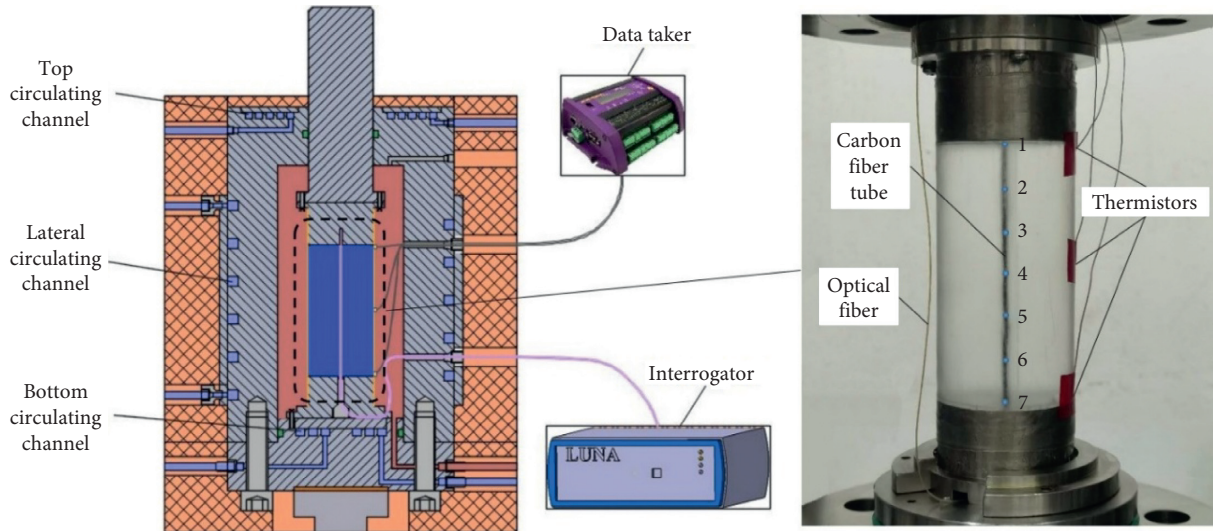 Top
circulating
channel
Lateral
circulating
channel
Bottom
circulating
channel
Data taker
Interrogator
LUNA
Carbon
fiber
tube
Optical
fiber
Thermistors
1
2
3
4
5
6
7